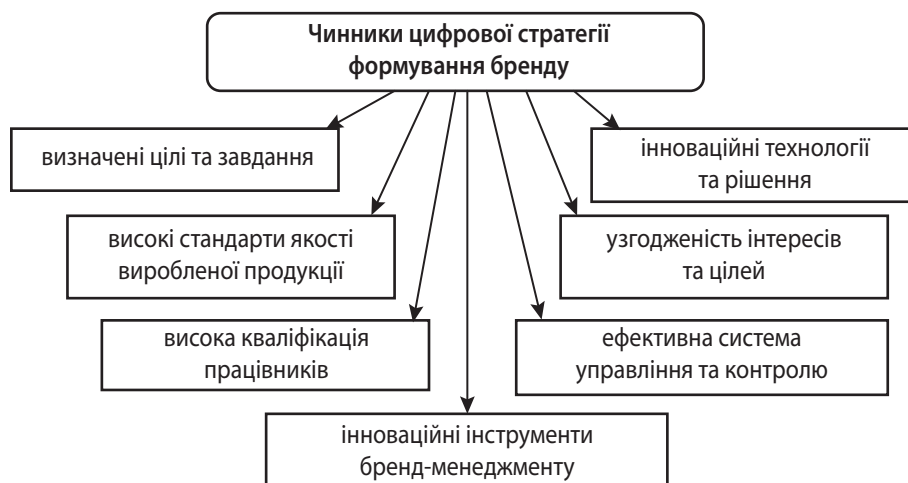 Чинники цифрової стратегії
формування бренду
визначені цілі та завдання
інноваційні технології
та рішення
високі стандарти якості
виробленої продукції
узгодженість інтересів
та цілей
висока кваліфікація
працівників
ефективна система
управління та контролю
інноваційні інструменти
бренд-менеджменту